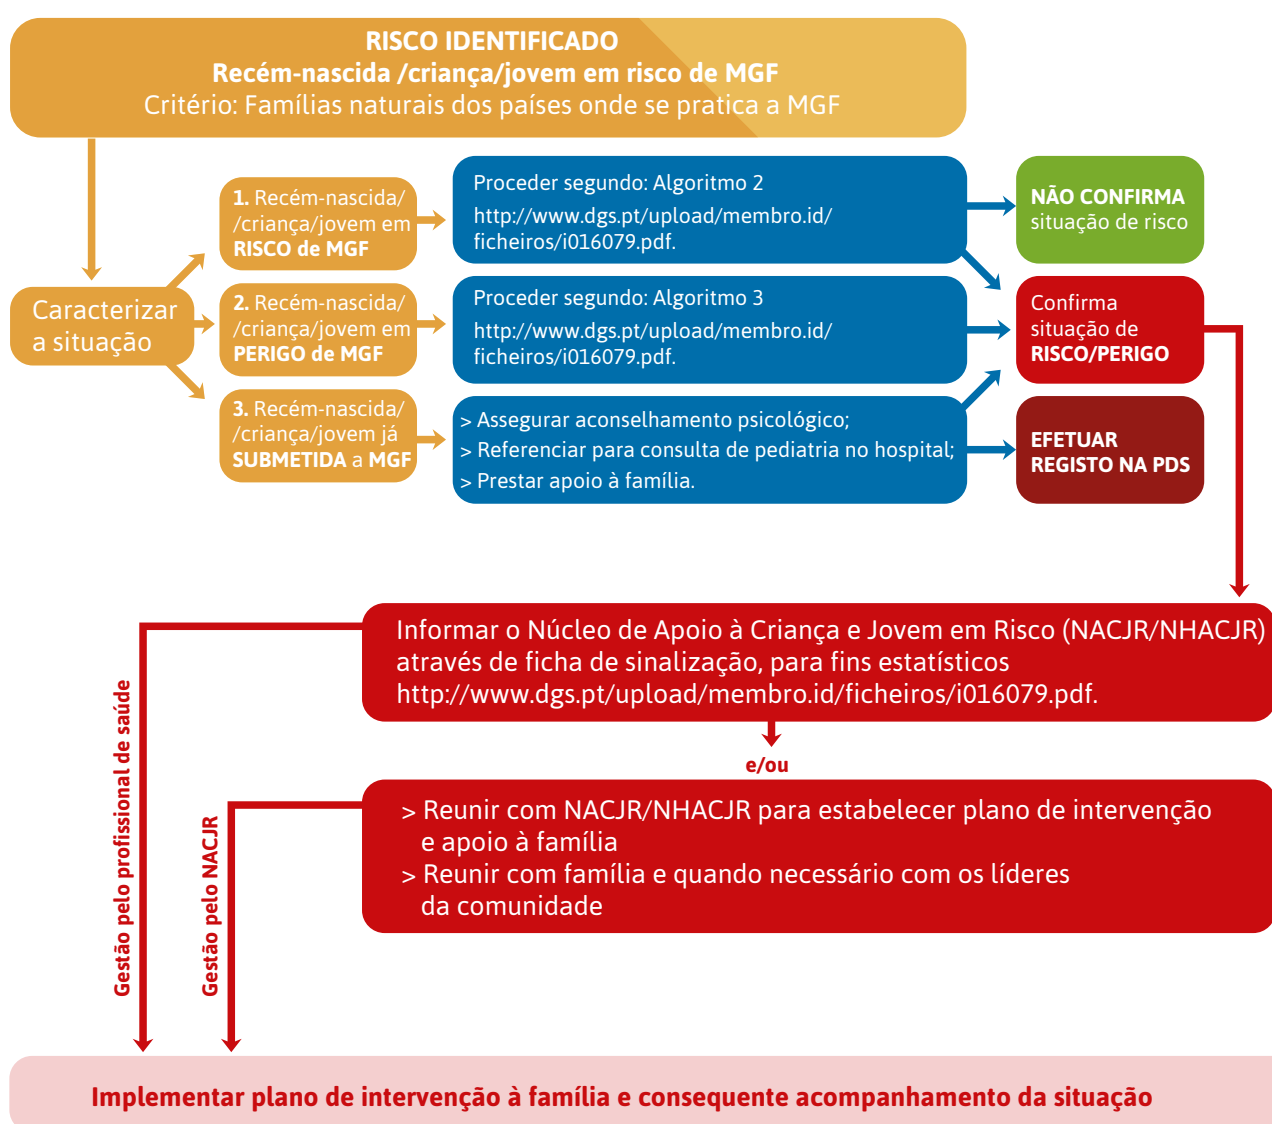 RISCO IDENTIFICADO
Recém-nascida /criança/jovem em risco de MGF
Critério: Famílias naturais dos países onde se pratica a MGF
Caracterizar
a situação
1. Recém-nascida/
/criança/jovem em
RISCO de MGF
Proceder segundo: Algoritmo 2
http://www.dgs.pt/upload/membro.id/
ficheiros/i016079.pdf.
NÃO CONFIRMA
situação de risco
2. Recém-nascida/
/criança/jovem em
PERIGO de MGF
Proceder segundo: Algoritmo 3
http://www.dgs.pt/upload/membro.id/
ficheiros/i016079.pdf.
Confirma
situação de
RISCO/PERIGO
3. Recém-nascida/
/criança/jovem já
SUBMETIDA a MGF
> Assegurar aconselhamento psicológico;
> Referenciar para consulta de pediatria no hospital;
> Prestar apoio à família.
EFETUAR
REGISTO NA PDS
Informar o Núcleo de Apoio à Criança e Jovem em Risco (NACJR/NHACJR)
através de ficha de sinalização, para fins estatísticos
http://www.dgs.pt/upload/membro.id/ficheiros/i016079.pdf.
e/ou
> Reunir com NACJR/NHACJR para estabelecer plano de intervenção
e apoio à família
> Reunir com família e quando necessário com os líderes
da comunidade
Gestão pelo profissional de saúde
Gestão pelo NACJR
Implementar plano de intervenção à família e consequente acompanhamento da situação